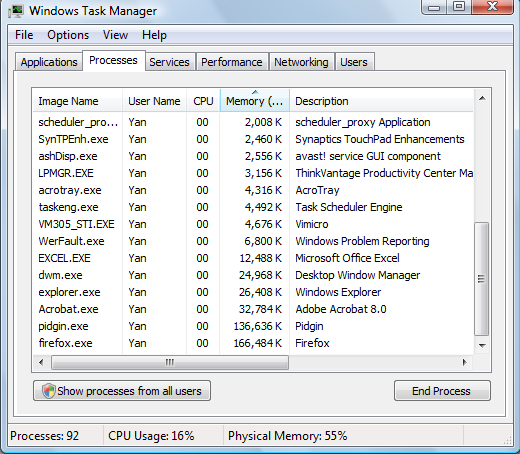 Windows Task Manager
File Options View Help
Applications Processes Services Performance Networking Users
Image Name User Name CPU Memory (... Description
scheduler_pro... Yan 00 2,008 K scheduler_proxy Application
SynTPEnh.exe Yan 00 2,460 K Synaptics TouchPad Enhancements
ashDisp.exe Yan 00 2,556 K avast! service GUI component
LPMGR.EXE Yan 00 3,156 K ThinkVantage Productivity Center Ma
acrotray.exe Yan 00 4,316 K AcroTray
taskeng.exe Yan 00 4,492 K Task Scheduler Engine
VM305_STI.EXE Yan 00 4,676 K Vimicro
WerFault.exe Yan 00 6,800 K Windows Problem Reporting
EXCEL.EXE Yan 00 12,488 K Microsoft Office Excel
dwm.exe Yan 00 24,968 K Desktop Window Manager
explorer.exe Yan 00 26,408 K Windows Explorer
Acrobat.exe Yan 00 32,784 K Adobe Acrobat 8.0
pidgin.exe Yan 00 136,636 K Pidgin
firefox.exe Yan 00 166,484 K Firefox
Show processes from all users End Process
Processes: 92 CPU Usage: 16% Physical Memory: 55%